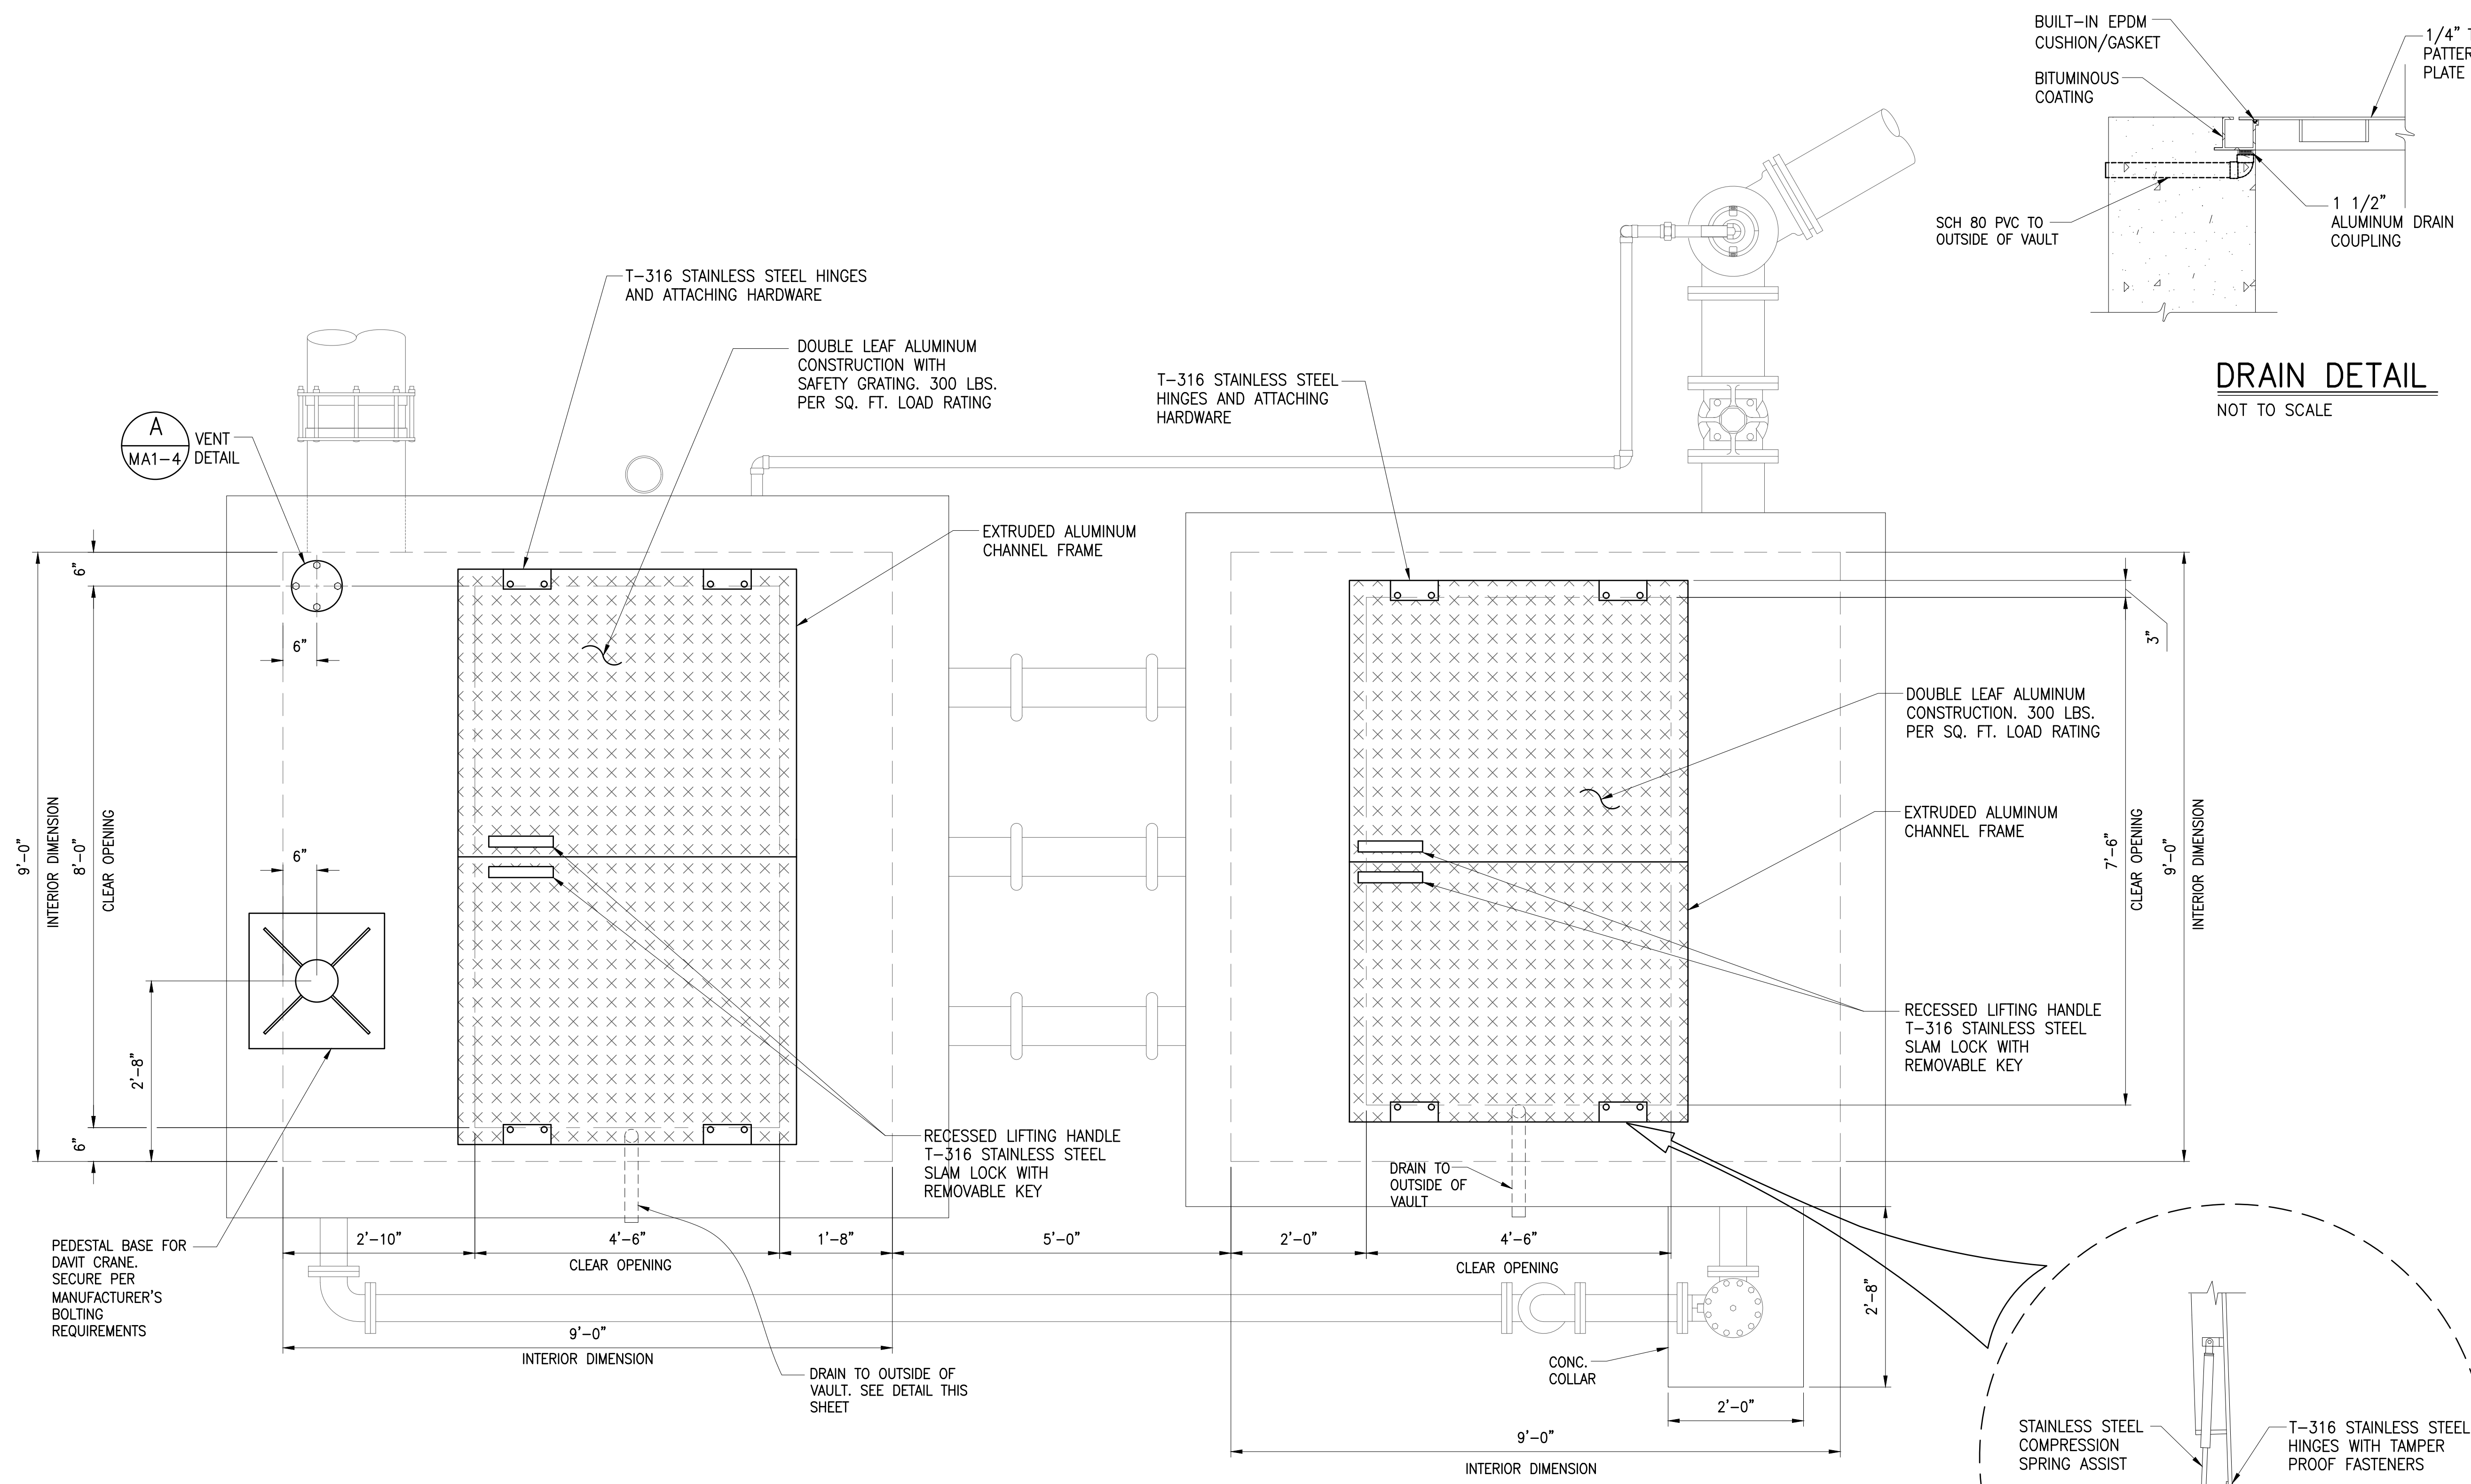 BUILT-IN EPDM
CUSHION/GASKET
BITUMINOUS
COATING
1/4"
PLATE
SCH 80 PVC TO
OUTSIDE OF VAULT
1 1/2"
ALUMINUM DRAIN
COUPLING
DRAIN DETAIL
NOT TO SCALE
T-316 STAINLESS STEEL HINGES
AND ATTACHING HARDWARE
DOUBLE LEAF ALUMINUM
CONSTRUCTION WITH
SAFETY GRATING. 300 LBS.
PER SQ. FT. LOAD RATING
T-316 STAINLESS STEEL
HINGES AND ATTACHING
HARDWARE
A
MA1-4
VENT
DETAIL
EXTRUDED ALUMINUM
CHANNEL FRAME
6"
6"
9'-0"
INTERIOR DIMENSION
8'-0"
CLEAR OPENING
6"
2'-8"
6"
3"
DOUBLE LEAF ALUMINUM
CONSTRUCTION. 300 LBS.
PER SQ. FT. LOAD RATING
EXTRUDED ALUMINUM
CHANNEL FRAME
7'-6"
CLEAR OPENING
9'-0"
INTERIOR DIMENSION
RECESSED LIFTING HANDLE
T-316 STAINLESS STEEL
SLAM LOCK WITH
REMOVABLE KEY
RECESSED LIFTING HANDLE
T-316 STAINLESS STEEL
SLAM LOCK WITH
REMOVABLE KEY
DRAIN TO
OUTSIDE OF
VAULT
PEDESTAL BASE FOR
DAVIT CRANE.
SECURE PER
MANUFACTURER'S
BOLTING
REQUIREMENTS
2'-10"
4'-6"
CLEAR OPENING
1'-8"
5'-0"
2'-0"
4'-6"
CLEAR OPENING
2'-8"
9'-0"
INTERIOR DIMENSION
DRAIN TO OUTSIDE OF
VAULT. SEE DETAIL THIS
SHEET
CONC.
COLLAR
2'-0"
9'-0"
INTERIOR DIMENSION
STAINLESS STEEL
COMPRESSION
SPRING ASSIST
T-316 STAINLESS STEEL
HINGES WITH TAMPER
PROOF FASTENERS